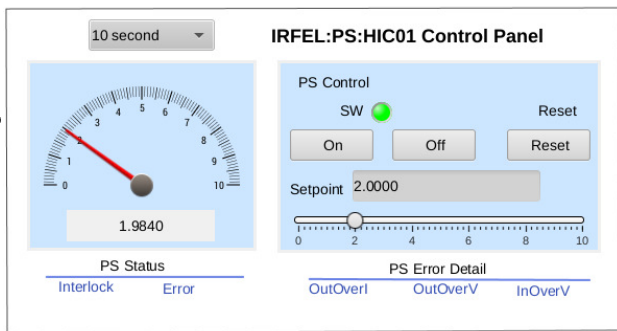 10 second
IRFEL:PS:HIC01 Control Panel
0 1 2 3 4 5 6 7 8 9 10
1.9840
PS Status
Interlock Error
PS Control
SW Reset
On Off Reset
Setpoint 2.0000
0 2 4 6 8 10
PS Error Detail
OutOverI OutOverV InOverV